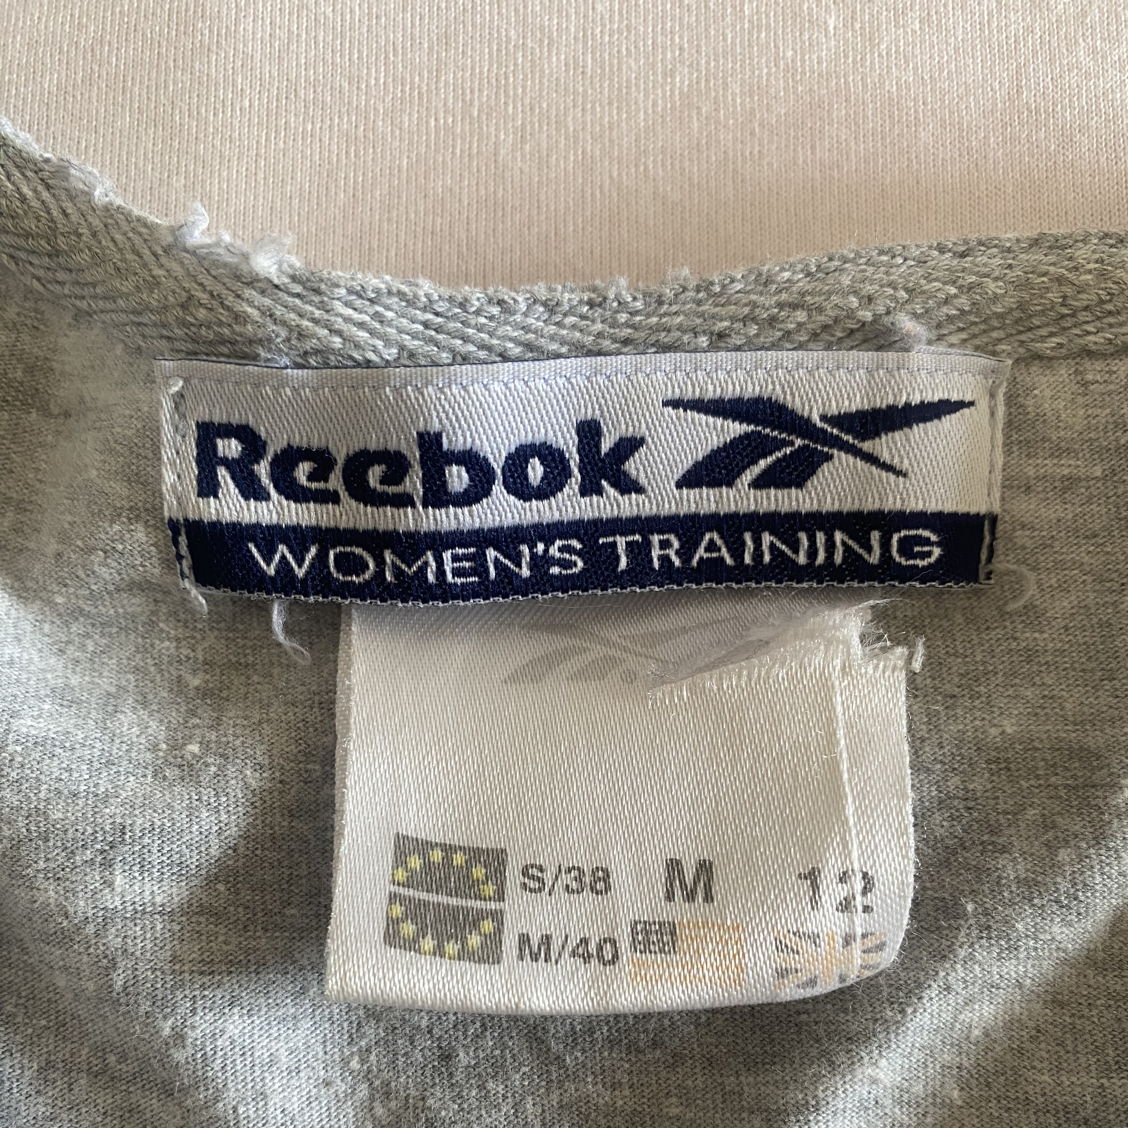 Reebok
WOMEN'S TRAINING
®
S/38 M 12
M/40